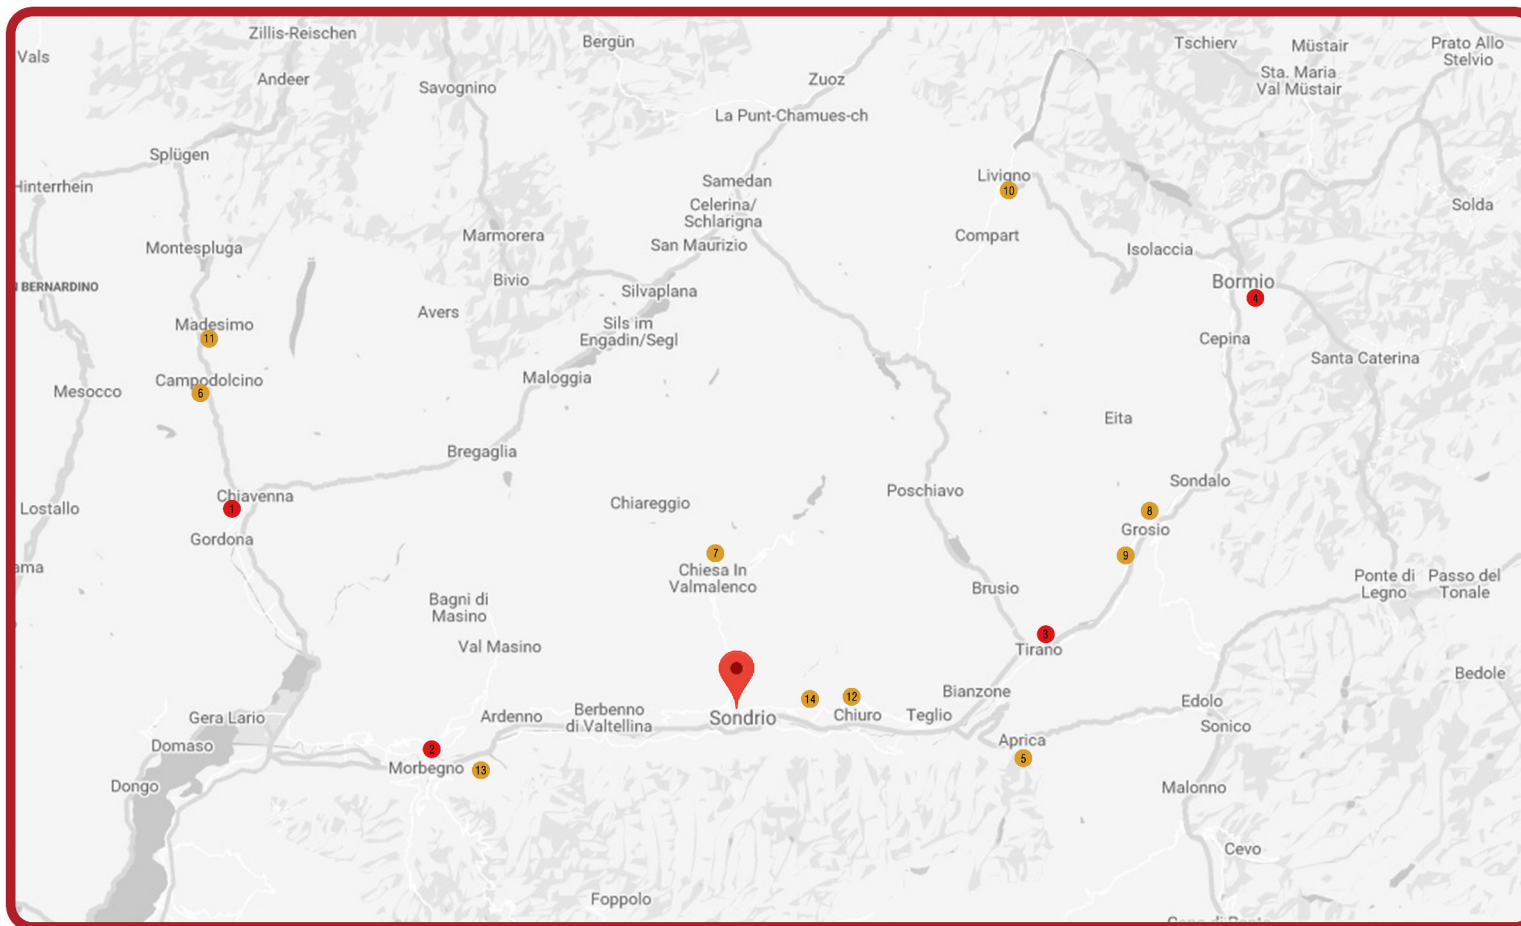 Zillis-Reischen
Bergün
Tschierv
Müstair
Prato Allo
Stelvio
Vals
Andeer
Savognino
Zuoz
Sta. Maria
Val Müstair
La Punt-Chamues-ch
Splügen
Hinterrhein
Samedan
Livigno
10
Celerina/
Schlarigna
Solda
Montespluga
Marmorera
San Maurizio
Compart
Isolaccia
BERNARDINO
Bivio
Silvaplana
Bormio
4
Avers
Madesimo
11
Sils im
Engadin/Segl
Cepina
Santa Caterina
Campodolcino
6
Mesocco
Maloggia
Eita
Bregaglia
Sondalo
Chiavenna
1
Lostallo
Chiareggio
Poschiavo
8
Grosio
Gordona
7
9
ama
Chiesa In
Valmalenco
Brusio
Ponte di
Legno
Passo del
Tonale
Bagni di
Masino
Val Masino
3
Tirano
Bedole
Bianzone
14
12
Edolo
Gera Lario
Ardenno
Berbenno
di Valtellina
Sondrio
Chiuro
Teglio
Sonico
Domaso
2
Morbegno
13
Aprica
5
Dongo
Malonno
Cevo
Foppolo